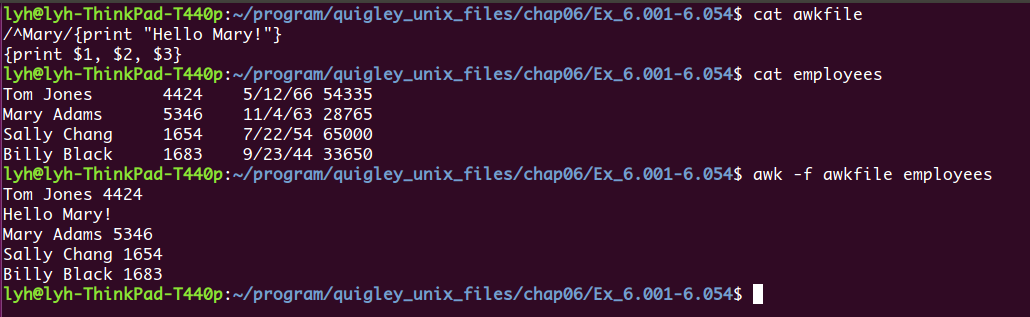 lyh@lyh-ThinkPad-T440p:~/program/quigley_unix_files/chap06/Ex_6.001-6.054$ cat awkfile
/^Mary/{print "Hello Mary!"}
{print $1, $2, $3}
lyh@lyh-ThinkPad-T440p:~/program/quigley_unix_files/chap06/Ex_6.001-6.054$ cat employees
Tom Jones       4424    5/12/66 54335
Mary Adams      5346    11/4/63 28765
Sally Chang     1654    7/22/54 65000
Billy Black     1683    9/23/44 33650
lyh@lyh-ThinkPad-T440p:~/program/quigley_unix_files/chap06/Ex_6.001-6.054$ awk -f awkfile employees
Tom Jones 4424
Hello Mary!
Mary Adams 5346
Sally Chang 1654
Billy Black 1683
lyh@lyh-ThinkPad-T440p:~/program/quigley_unix_files/chap06/Ex_6.001-6.054$